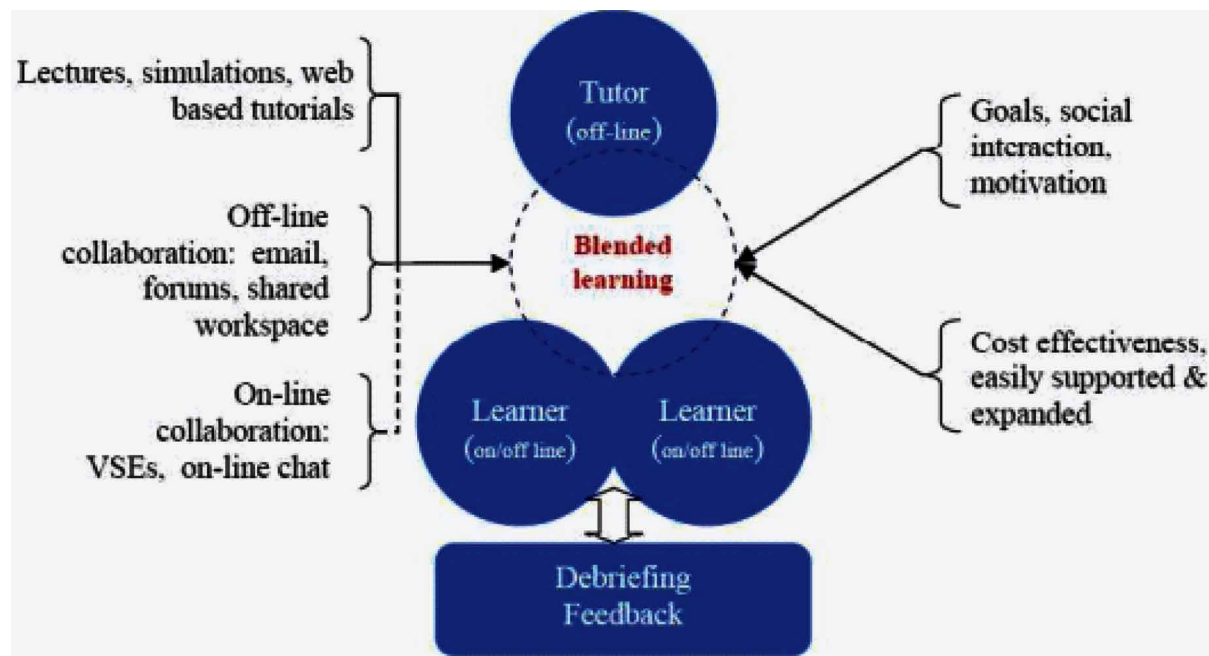 Lectures, simulations, web
based tutorials
Off-line
collaboration: email,
forums, shared
workspace
On-line
collaboration:
VSEs, on-line chat
Tutor
(off-line)
Blended
learning
Learner
(on/off line)
Learner
(on/off line)
Debriefing
Feedback
Goals, social
interaction,
motivation
Cost effectiveness,
easily supported &
expanded